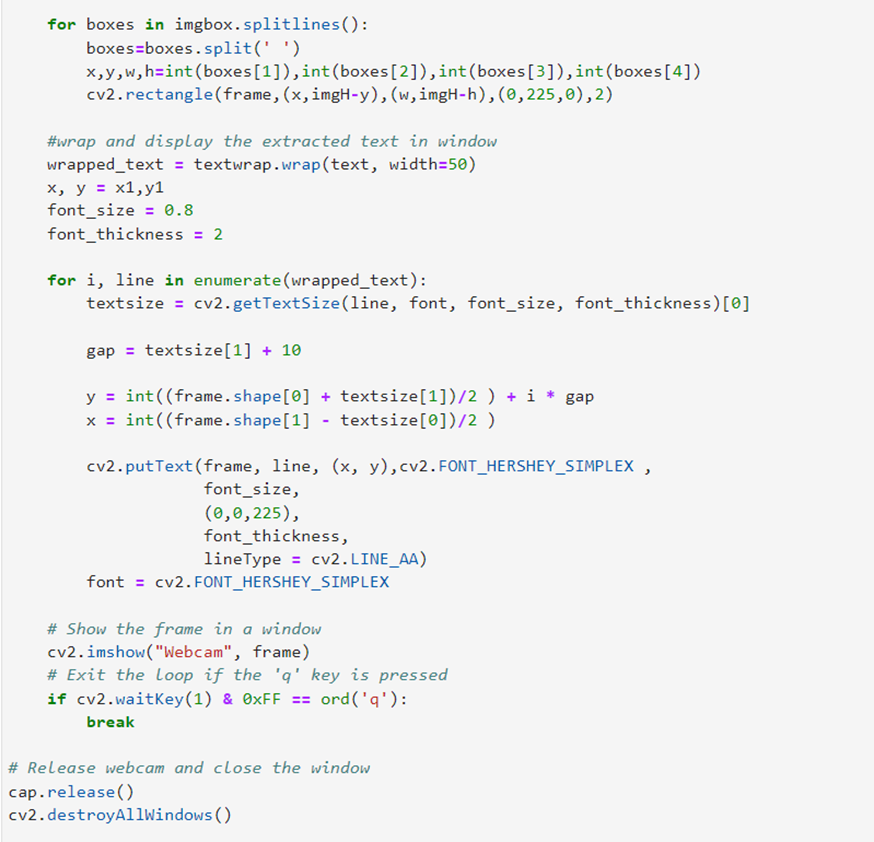 for boxes in imgbox.splitlines():
boxes=boxes.split(' ')
x,y,w,h=int(boxes[1]),int(boxes[2]),int(boxes[3]),int(boxes[4])
cv2.rectangle(frame,(x,imgH-y),(w,imgH-h),(0,225,0),2)
#wrap and display the extracted text in window
wrapped_text = textwrap.wrap(text, width=50)
x, y = x1,y1
font_size = 0.8
font_thickness = 2
for i, line in enumerate(wrapped_text):
textsize = cv2.getTextSize(line, font, font_size, font_thickness)[0]
gap = textsize[1] + 10
y = int((frame.shape[0] + textsize[1])/2 ) + i * gap
x = int((frame.shape[1] - textsize[0])/2 )
cv2.putText(frame, line, (x, y),cv2.FONT_HERSHEY_SIMPLEX ,
font_size,
(0,0,225),
font_thickness,
lineType = cv2.LINE_AA)
font = cv2.FONT_HERSHEY_SIMPLEX
# Show the frame in a window
cv2.imshow("Webcam", frame)
# Exit the loop if the 'q' key is pressed
if cv2.waitKey(1) & 0xFF == ord('q'):
break
# Release webcam and close the window
cap.release()
cv2.destroyAllWindows()